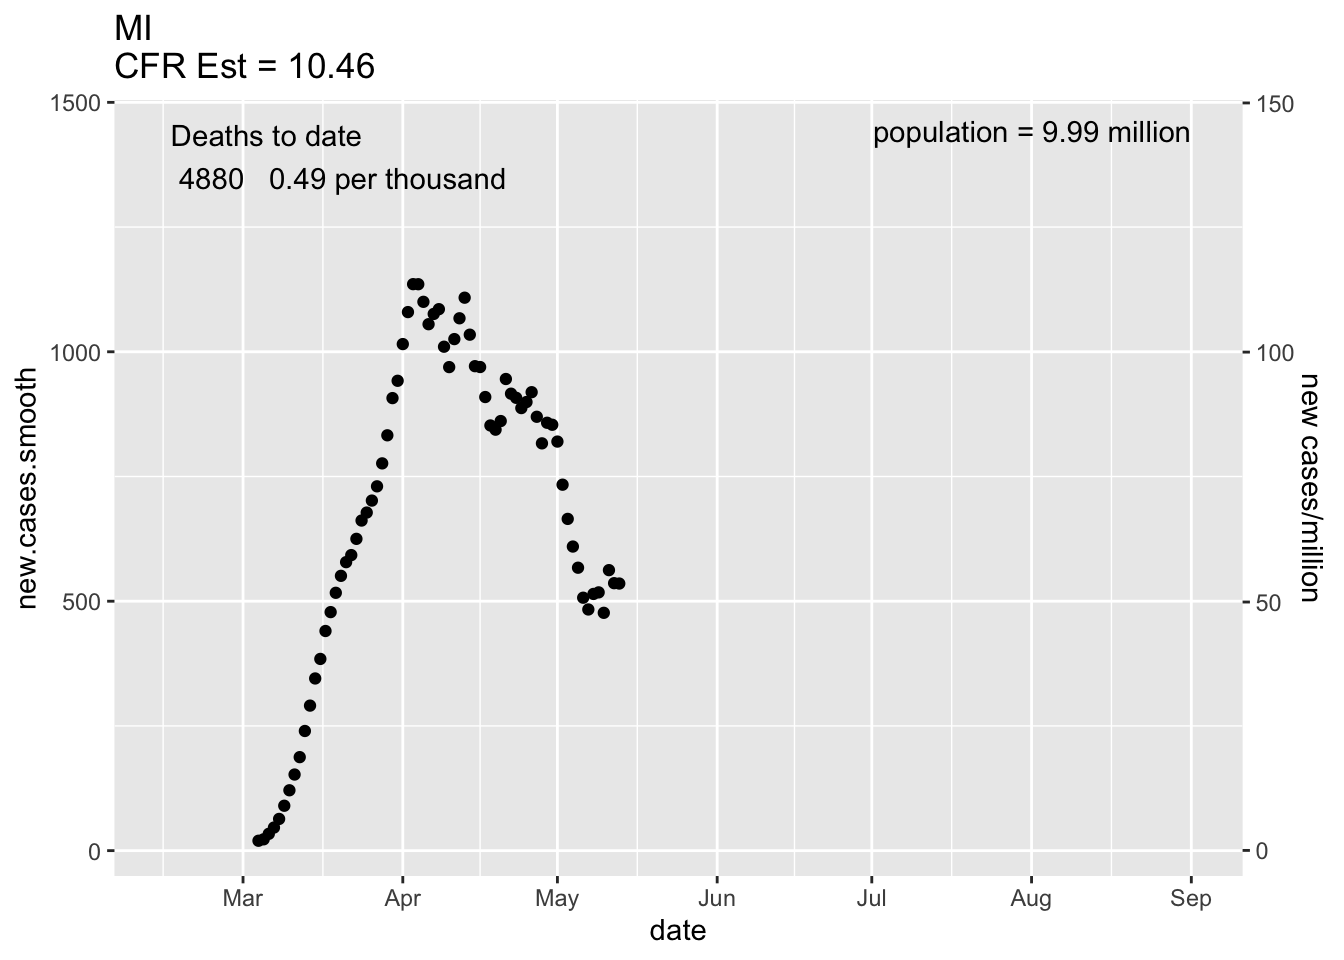 MI
CFR Est = 10.46
1500
150
Deaths to date
population = 9.99 million
4880 0.49 per thousand
1000
100
new.cases.smooth
new cases/million
500
50
0
0
Mar Apr May Jun Jul Aug Sep
date